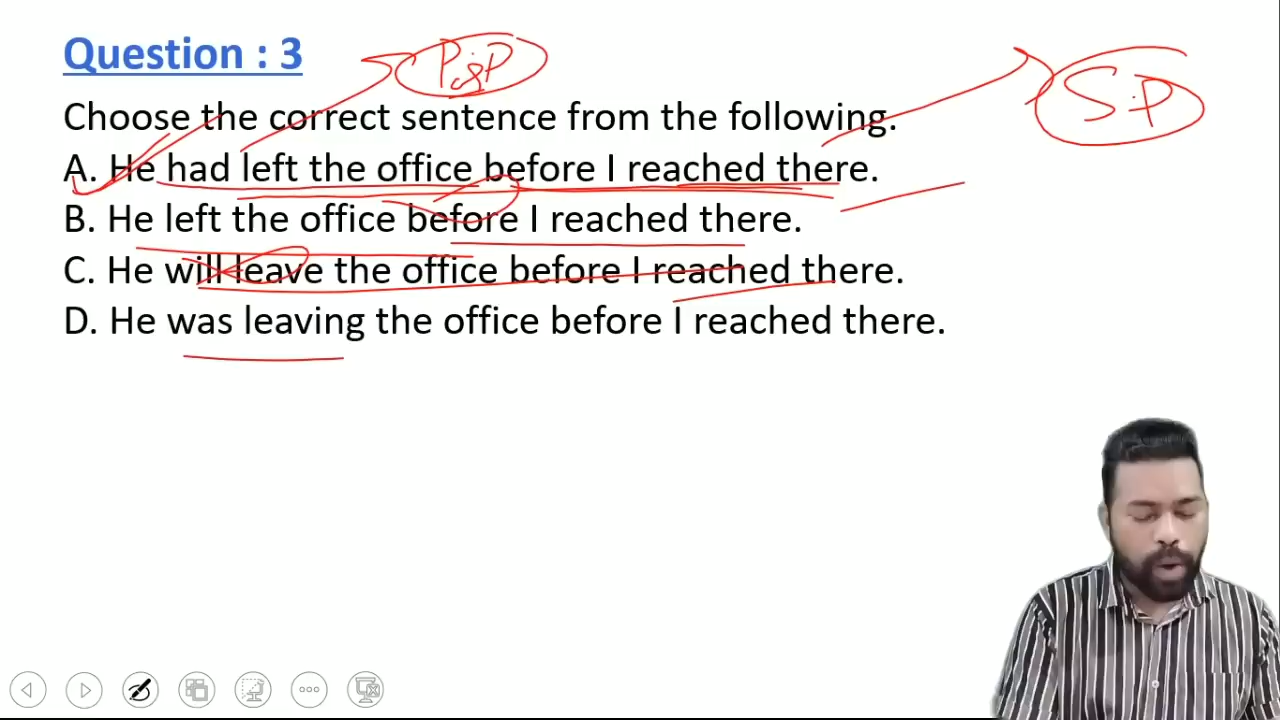 Question : 3
P.P
S.P
Choose the correct sentence from the following.
A. He had left the office before I reached there.
B. He left the office before I reached there.
C. He will leave the office before I reached there.
D. He was leaving the office before I reached there.